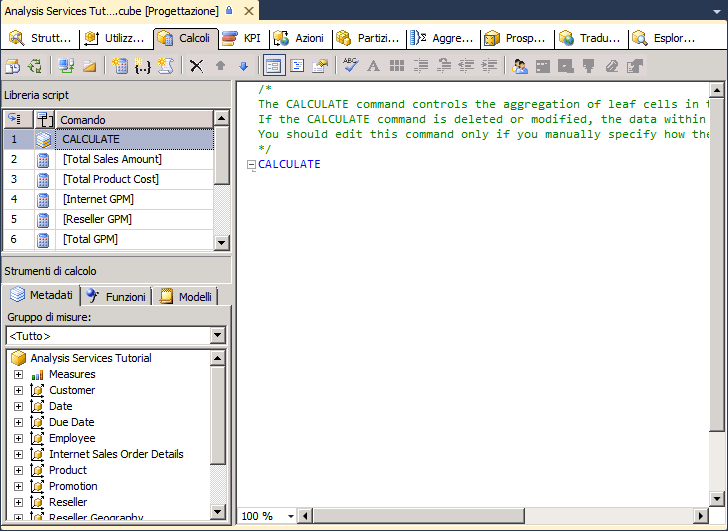 Analysis Services Tut....cube [Progettazione]
Strutt... Utilizz... Calcoli KPI Azioni Partizi... Aggre... Prosp... Tradu... Esplor...
Libreria script
Comando
1 CALCULATE
2 [Total Sales Amount]
3 [Total Product Cost]
4 [Internet GPM]
5 [Reseller GPM]
6 [Total GPM]
Strumenti di calcolo
Metadati Funzioni Modelli
Gruppo di misure:
<Tutto>
Analysis Services Tutorial
Measures
Customer
Date
Due Date
Employee
Internet Sales Order Details
Product
Promotion
Reseller
Reseller Geography
/*
The CALCULATE command controls the aggregation of leaf cells in t
If the CALCULATE command is deleted or modified, the data within
You should edit this command only if you manually specify how the
*/
CALCULATE
100 %